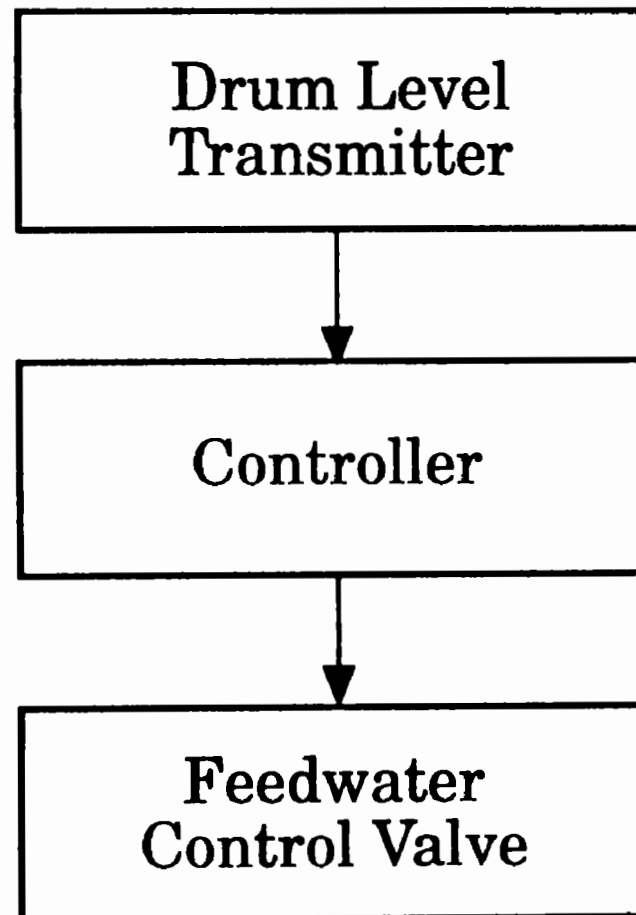 Drum Level
Transmitter
Controller
Feedwater
Control Valve